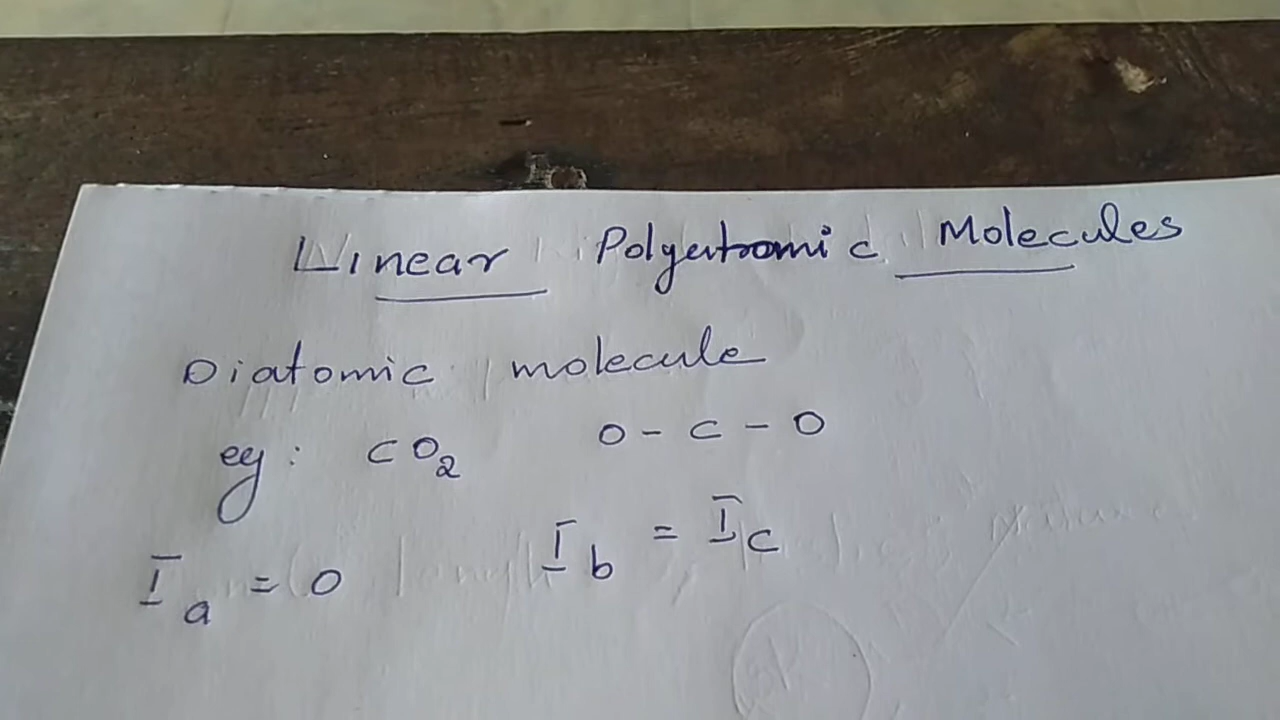 Linear Polyatomic Molecules
Diatomic molecule
eg: CO2 O-C-O
Ia = 0 Ib = Ic